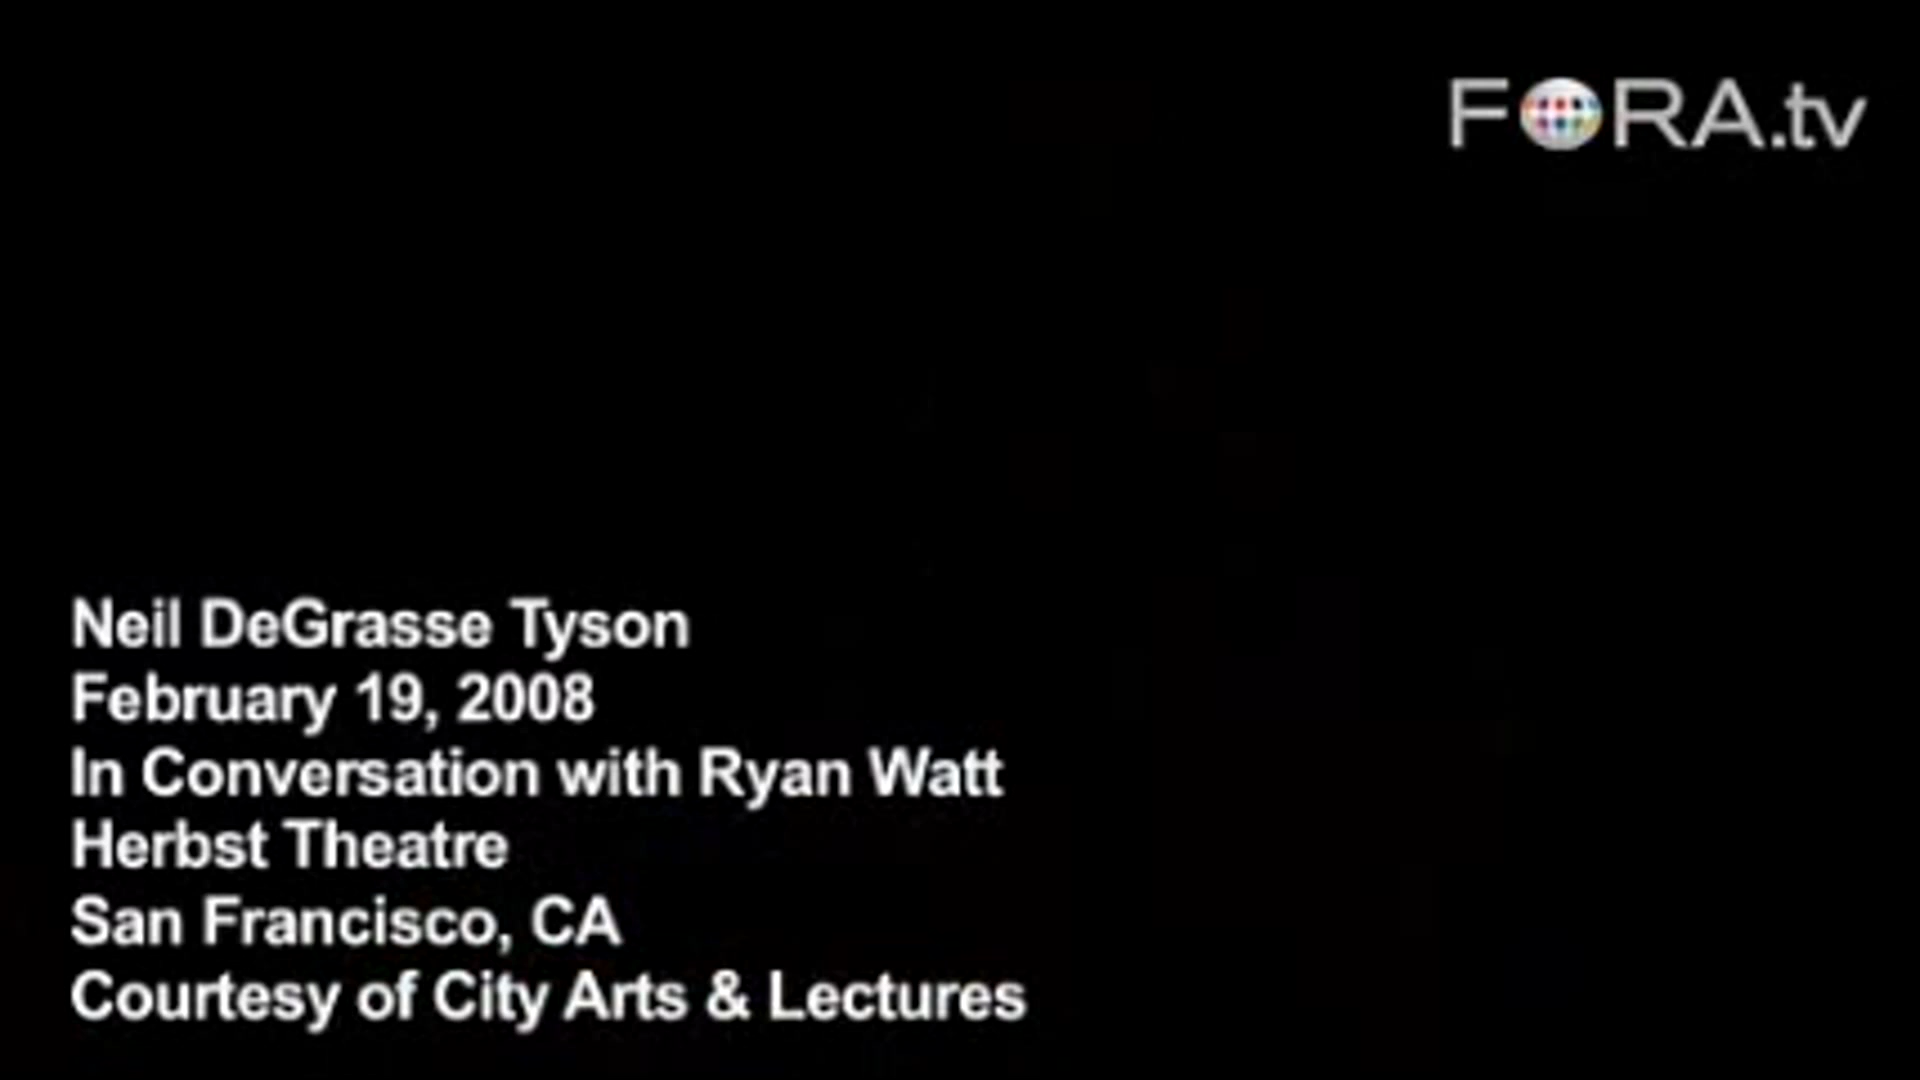 FORA.tv
Neil DeGrasse Tyson
February 19, 2008
In Conversation with Ryan Watt
Herbst Theatre
San Francisco, CA
Courtesy of City Arts & Lectures